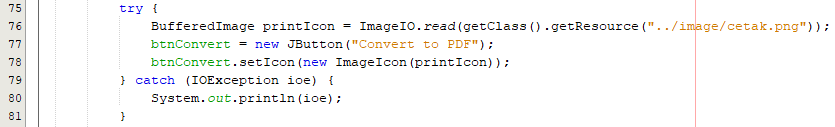 75 try {
76 BufferedImage printIcon = ImageIO.read(getClass().getResource("../image/cetak.png"));
77 btnConvert = new JButton("Convert to PDF");
78 btnConvert.setIcon(new ImageIcon(printIcon));
79 } catch (IOException ioe) {
80 System.out.println(ioe);
81 }